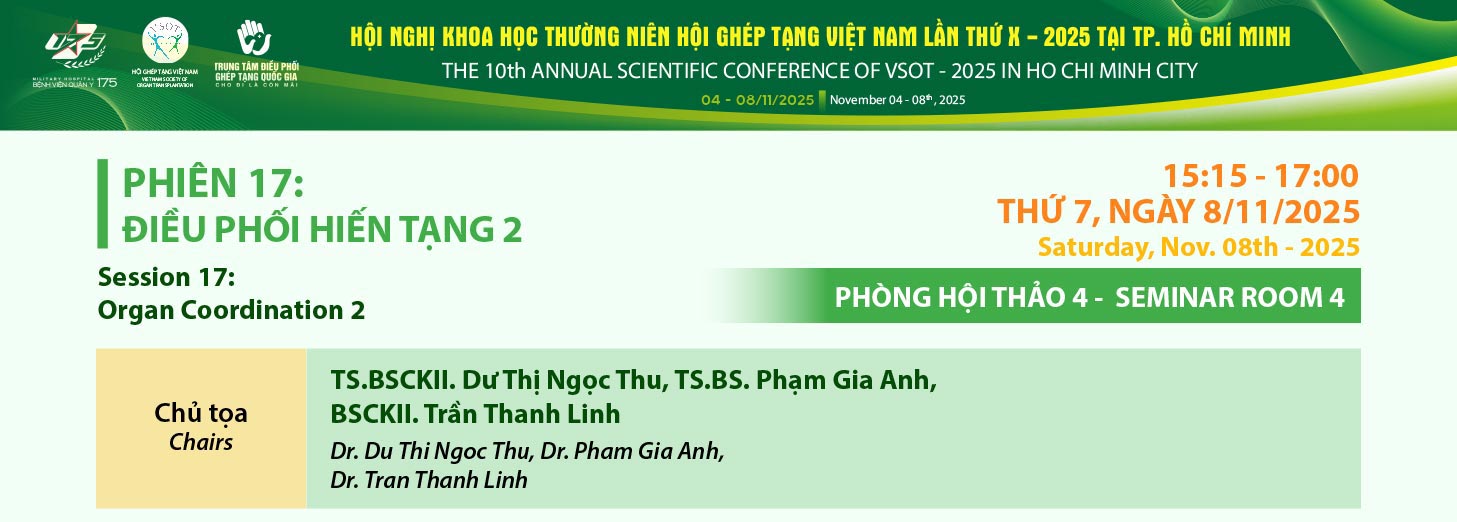 VSOT
MILITARY HOSPITAL
BỆNH VIỆN QUÂN Y 175
HỘI GHÉP TẠNG VIỆT NAM
VIETNAM SOCIETY OF
ORGAN TRANSPLANTATION
TRUNG TÂM ĐIỀU PHỐI
GHÉP TẠNG QUỐC GIA
CHO ĐI LÀ CÒN MÃI
HỘI NGHỊ KHOA HỌC THƯỜNG NIÊN HỘI GHÉP TẠNG VIỆT NAM LẦN THỨ X – 2025 TẠI TP. HỒ CHÍ MINH
THE 10th ANNUAL SCIENTIFIC CONFERENCE OF VSOT - 2025 IN HO CHI MINH CITY
04 - 08/11/2025 November 04 - 08th, 2025
PHIÊN 17:
ĐIỀU PHỐI HIẾN TẠNG 2
Session 17:
Organ Coordination 2
15:15 - 17:00
THỨ 7, NGÀY 8/11/2025
Saturday, Nov. 08th - 2025
PHÒNG HỘI THẢO 4 - SEMINAR ROOM 4
Chủ tọa
Chairs
TS.BSCKII. Dư Thị Ngọc Thu, TS.BS. Phạm Gia Anh,
BSCKII. Trần Thanh Linh
Dr. Du Thi Ngoc Thu, Dr. Pham Gia Anh,
Dr. Tran Thanh Linh